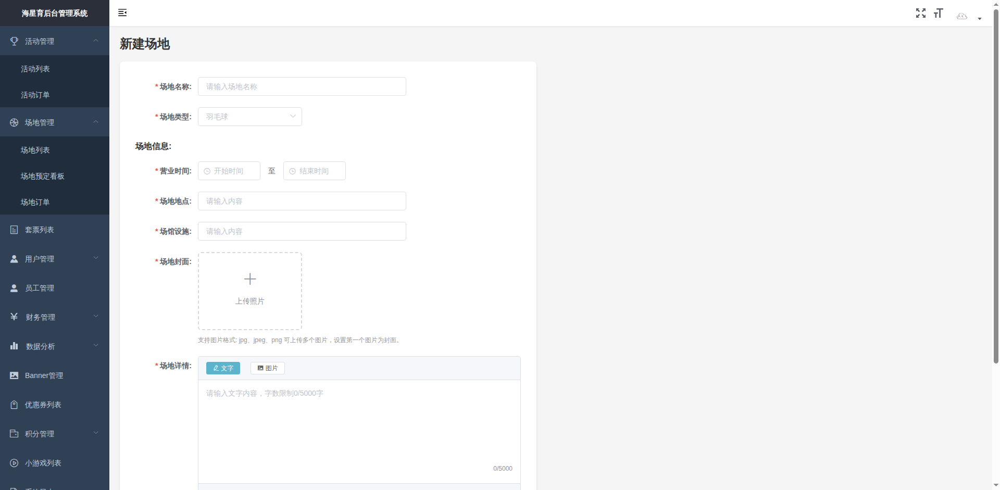 海星育后台管理系统
活动管理
活动列表
活动订单
场地管理
场地列表
场地预定看板
场地订单
套票列表
用户管理
员工管理
财务管理
数据分析
Banner管理
优惠券列表
积分管理
小游戏列表
新建场地
* 场地名称: 请输入场地名称
* 场地类型: 羽毛球
场地信息:
* 营业时间: 开始时间 至 结束时间
* 场地地点: 请输入内容
* 场馆设施: 请输入内容
* 场地封面:
上传照片
支持图片格式: jpg、jpeg、png 可上传多个图片，设置第一个图片为封面。
* 场地详情: 文字 图片
请输入文字内容，字数限制0/5000字
0/5000